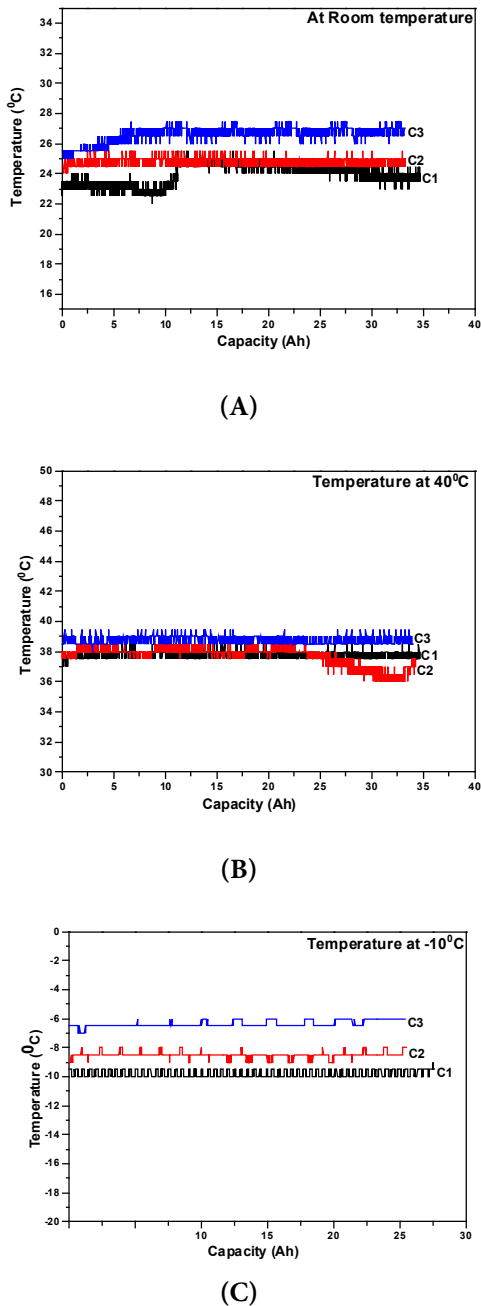 At Room temperature
Temperature (⁰C)
34
32
30
28
26
24
22
20
18
16
C3
C2
C1
0 5 10 15 20 25 30 35 40
Capacity (Ah)
(A)
Temperature at 40⁰C
Temperature (⁰C)
50
48
46
44
42
40
38
36
34
32
30
C3
C1
C2
0 5 10 15 20 25 30 35 40
Capacity (Ah)
(B)
Temperature at -10⁰C
Temperature (⁰C)
0
-2
-4
-6
-8
-10
-12
-14
-16
-18
-20
C3
C2
C1
10 15 20 25 30
Capacity (Ah)
(C)